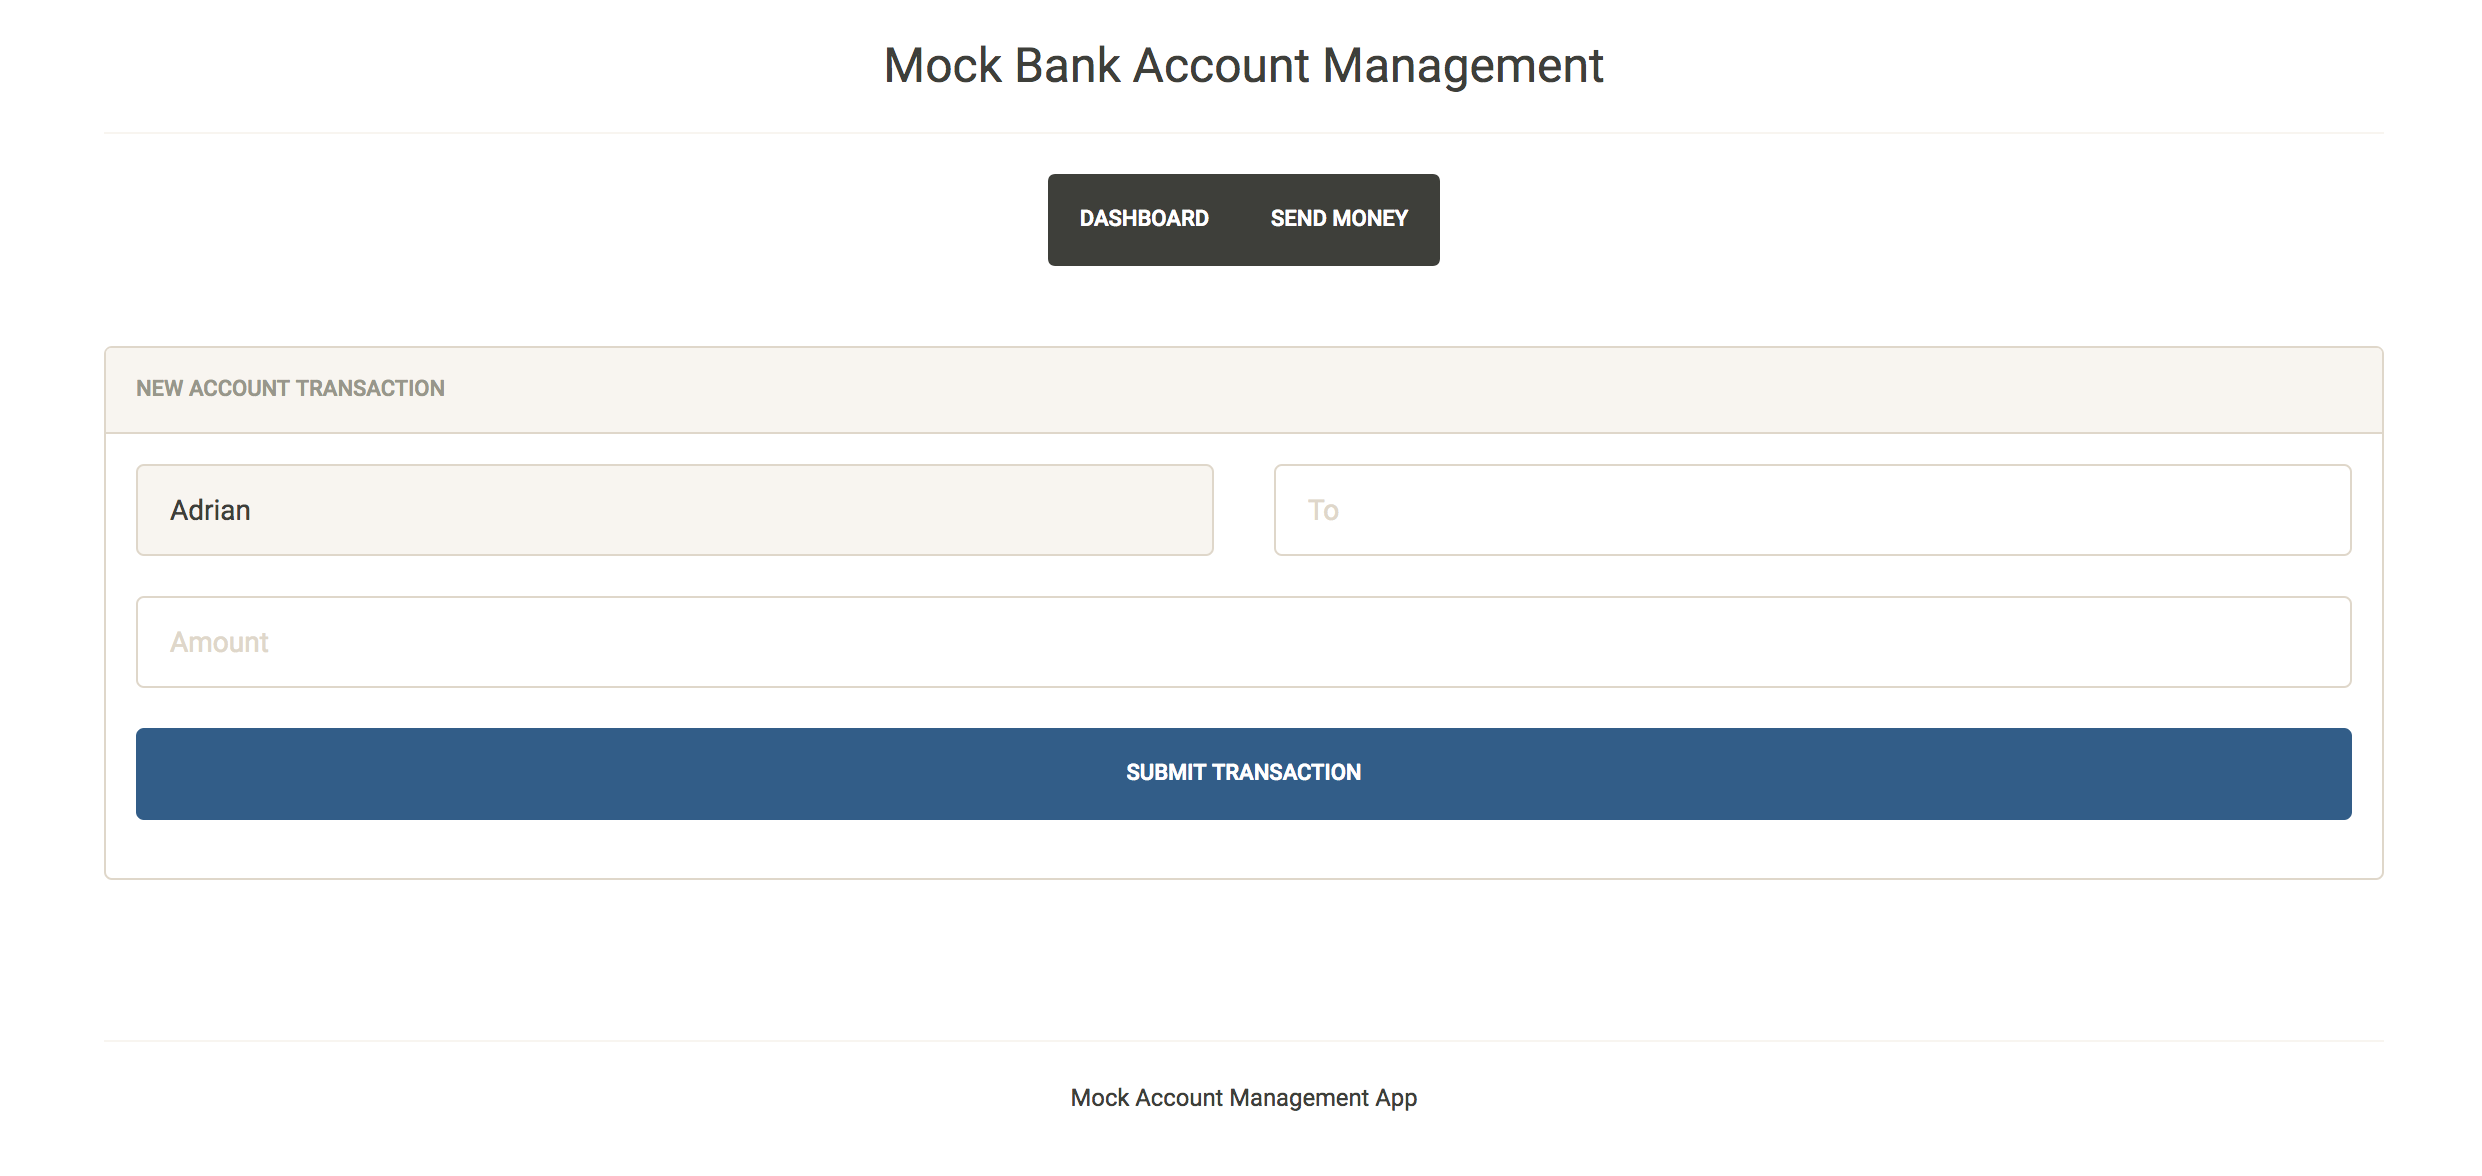 Mock Bank Account Management
DASHBOARD SEND MONEY
NEW ACCOUNT TRANSACTION
Adrian To
Amount
SUBMIT TRANSACTION
Mock Account Management App